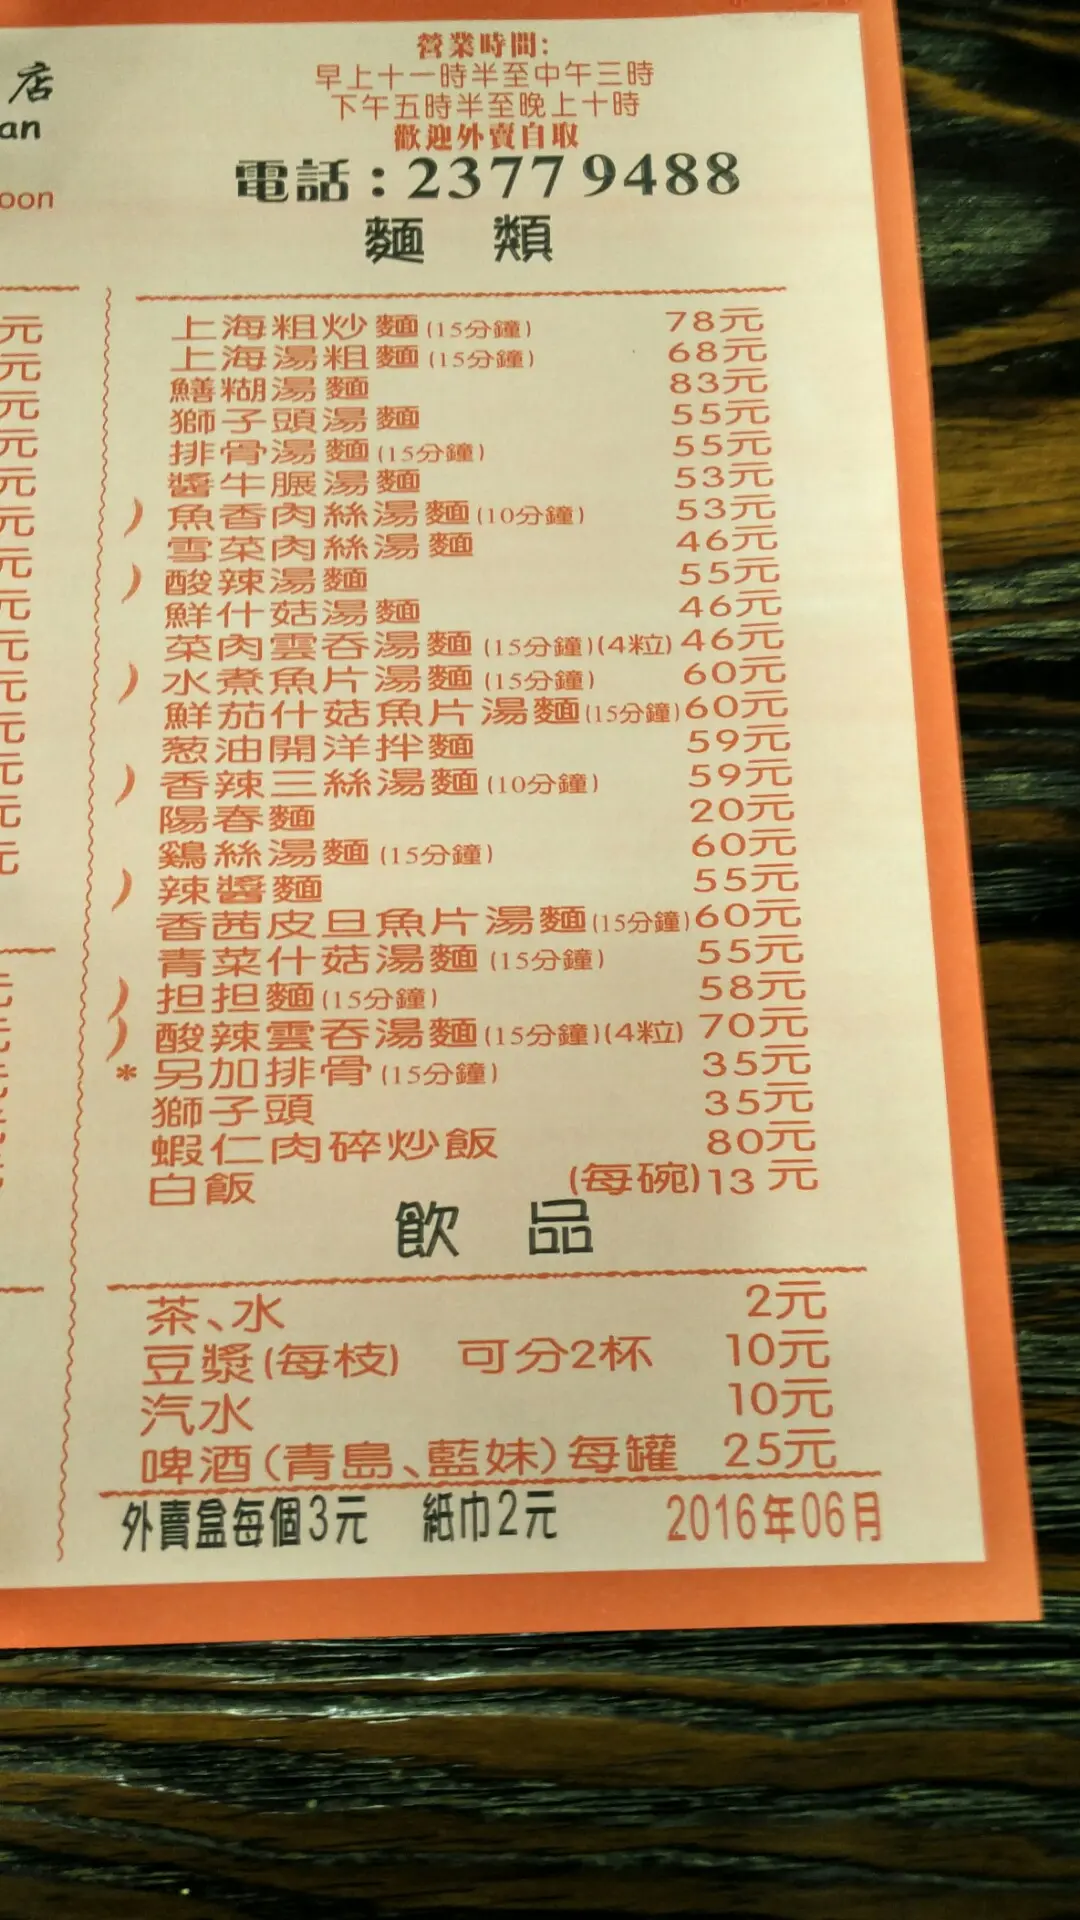 店
an
oon
營業時間:
早上十一時半至中午三時
下午五時半至晚上十時
歡迎外賣自取
電話:2377 9488
麵 類
上海粗炒麵(15分鐘) 78元
上海湯粗麵(15分鐘) 68元
鱔糊湯麵 83元
獅子頭湯麵 55元
排骨湯麵(15分鐘) 55元
醬牛䐁湯麵 53元
魚香肉絲湯麵(10分鐘) 53元
雪菜肉絲湯麵 46元
酸辣湯麵 55元
鮮什菇湯麵 46元
菜肉雲吞湯麵(15分鐘)(4粒) 46元
水煮魚片湯麵(15分鐘) 60元
鮮茄什菇魚片湯麵(15分鐘) 60元
葱油開洋拌麵 59元
香辣三絲湯麵(10分鐘) 59元
陽春麵 20元
鷄絲湯麵(15分鐘) 60元
辣醬麵 55元
香茜皮旦魚片湯麵(15分鐘) 60元
青菜什菇湯麵(15分鐘) 55元
担担麵(15分鐘) 58元
酸辣雲吞湯麵(15分鐘)(4粒) 70元
*另加排骨(15分鐘) 35元
獅子頭 35元
蝦仁肉碎炒飯 80元
白飯 (每碗)13元
飲 品
茶、水 2元
豆漿(每枝) 可分2杯 10元
汽水 10元
啤酒(青島、藍妹)每罐 25元
外賣盒每個3元 紙巾2元 2016年06月